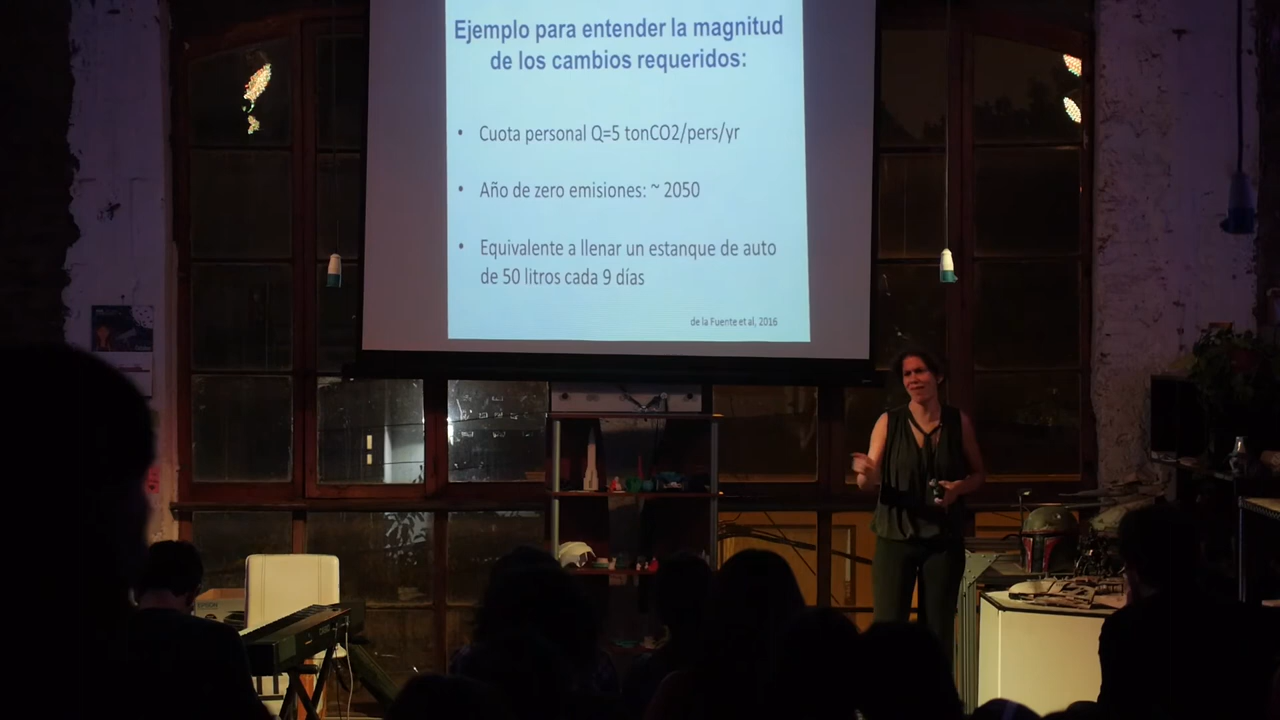 Ejemplo para entender la magnitud
de los cambios requeridos:
• Cuota personal Q=5 tonCO2/pers/yr
• Año de zero emisiones: ~ 2050
• Equivalente a llenar un estanque de auto
de 50 litros cada 9 días
de la Fuente et al, 2016
EPSON
CASIO